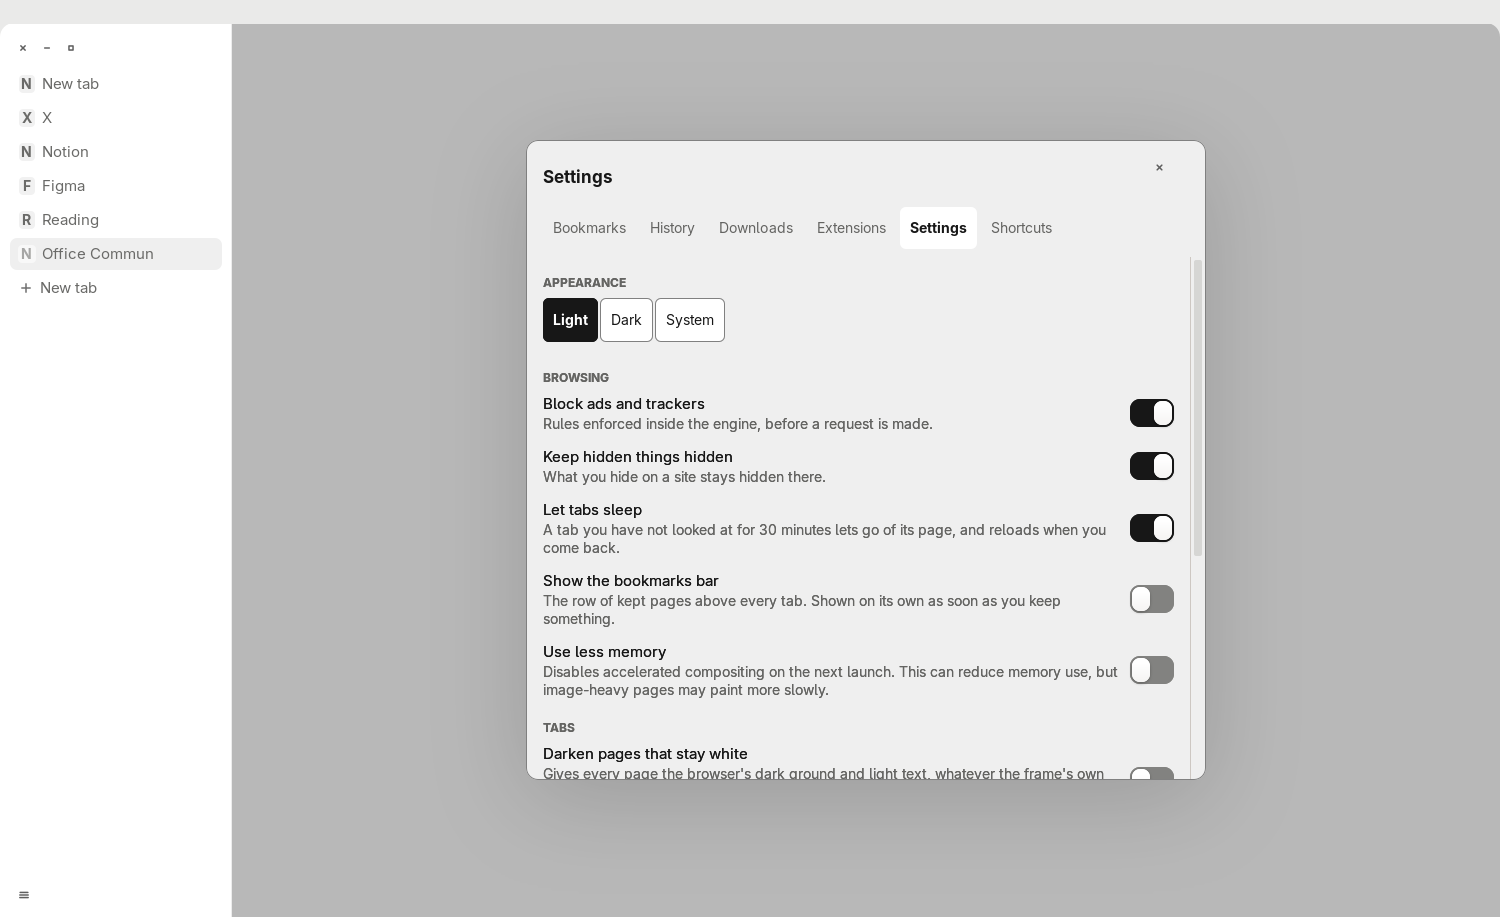 N New tab
X X
N Notion
F Figma
R Reading
N Office Commun
+ New tab
Settings
Bookmarks History Downloads Extensions Settings Shortcuts
APPEARANCE
Light Dark System
BROWSING
Block ads and trackers
Rules enforced inside the engine, before a request is made.
Keep hidden things hidden
What you hide on a site stays hidden there.
Let tabs sleep
A tab you have not looked at for 30 minutes lets go of its page, and reloads when you
come back.
Show the bookmarks bar
The row of kept pages above every tab. Shown on its own as soon as you keep
something.
Use less memory
Disables accelerated compositing on the next launch. This can reduce memory use, but
image-heavy pages may paint more slowly.
TABS
Darken pages that stay white
Gives every page the browser's dark ground and light text, whatever the frame's own